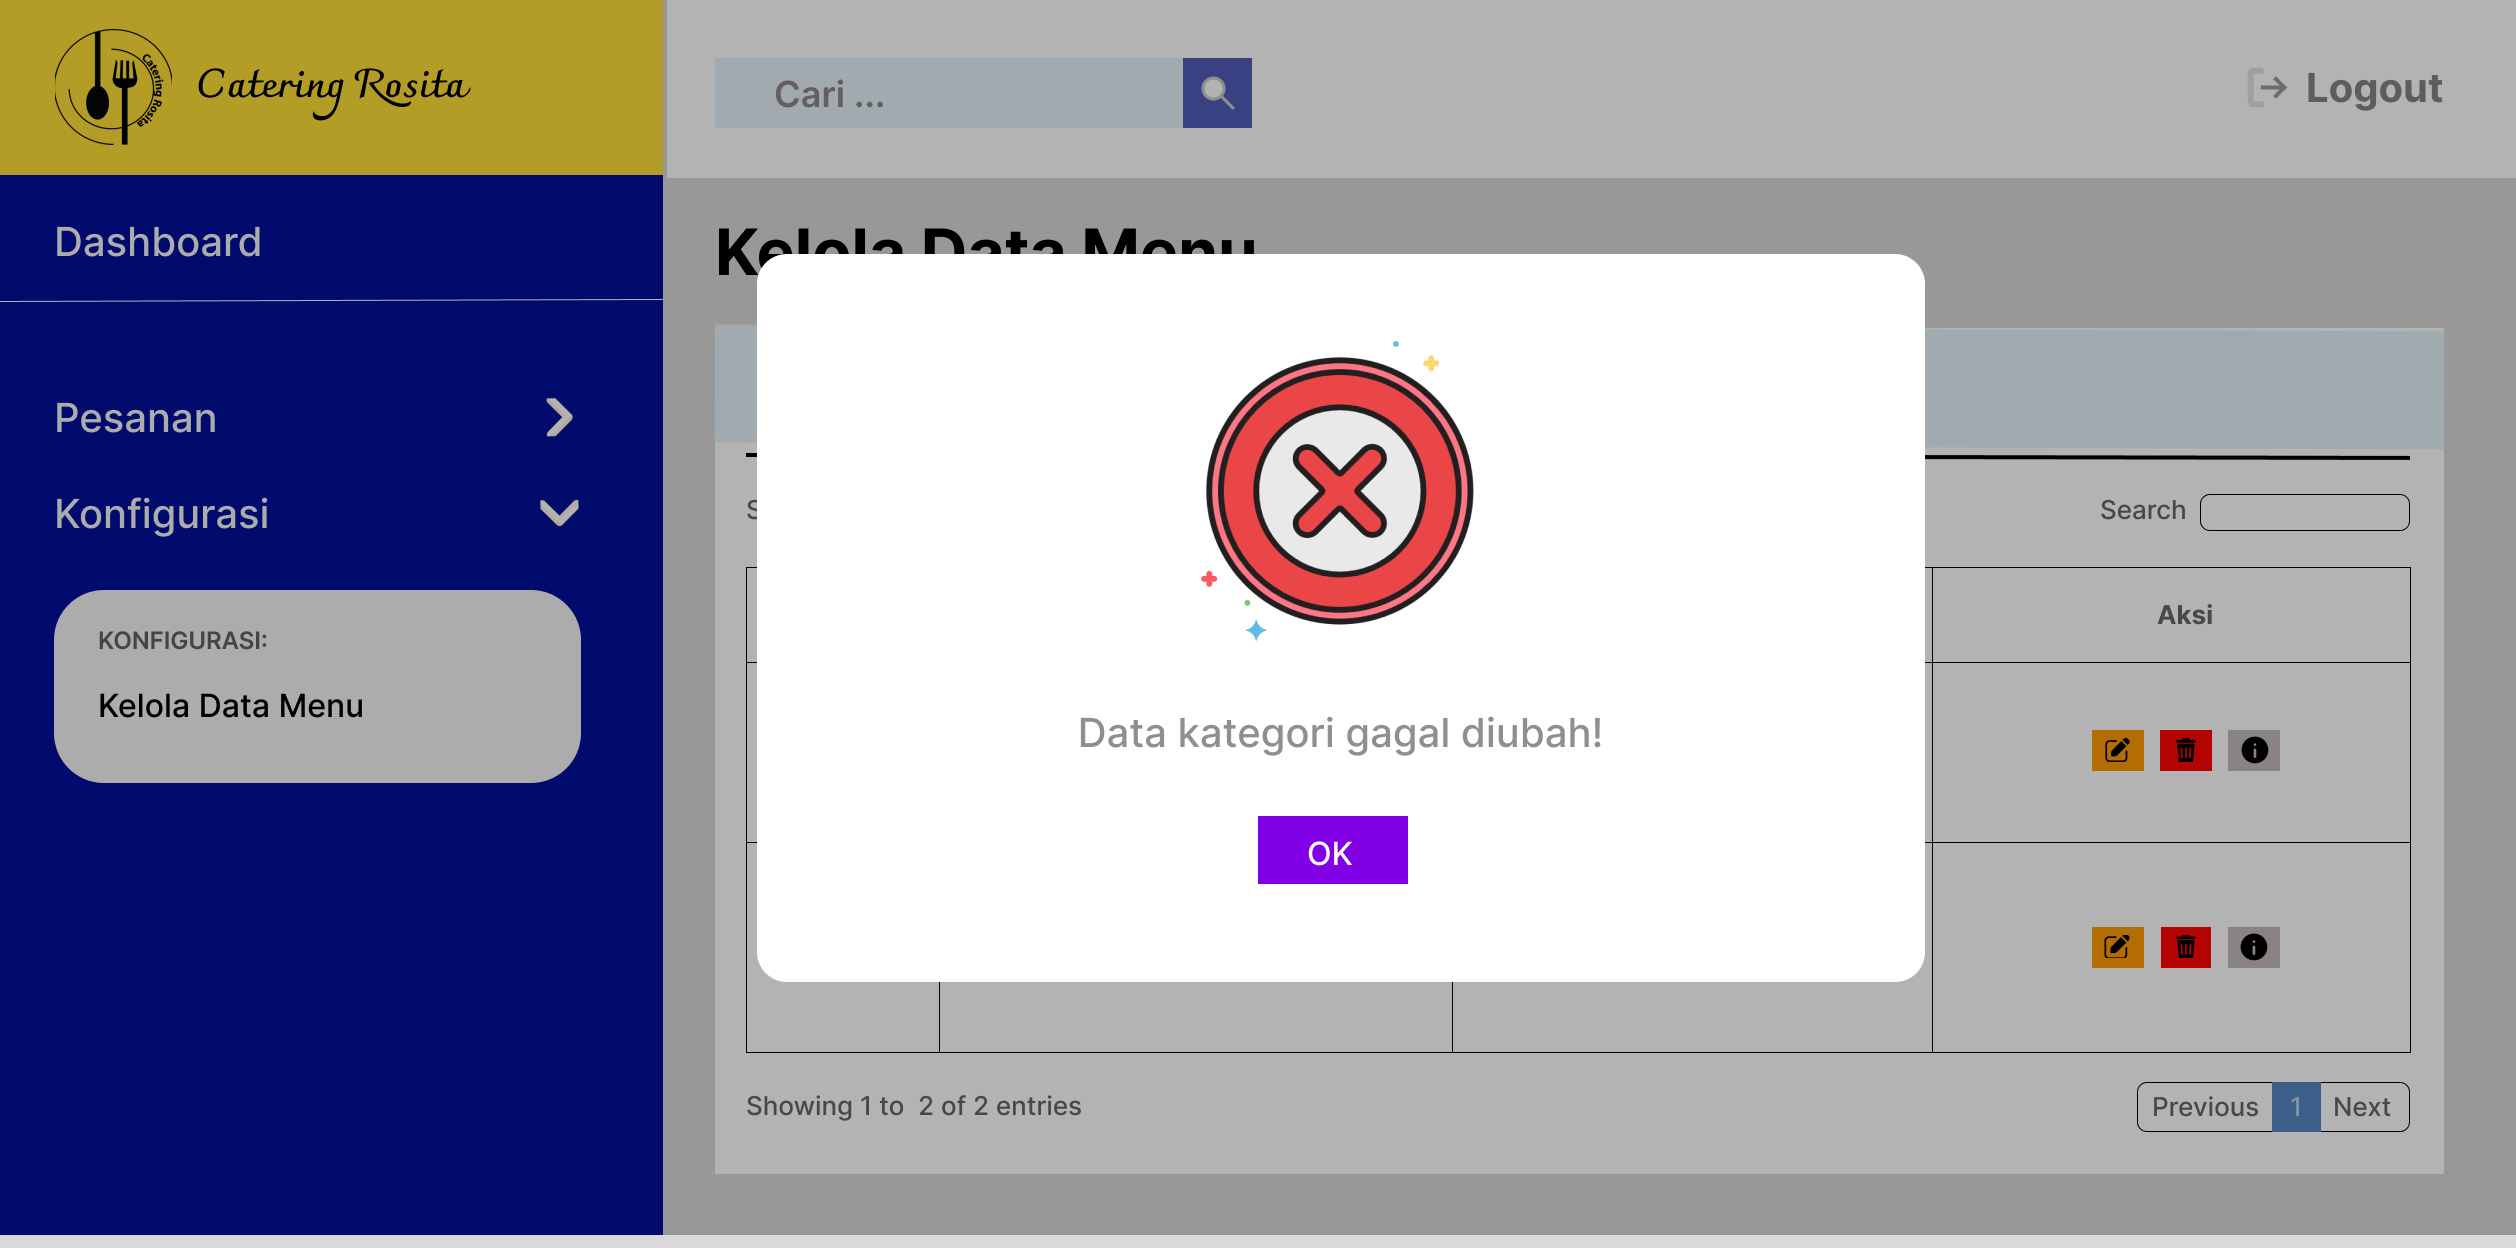 Catering Rosita
Catering Rosita
Cari ...
Logout
Dashboard
Pesanan
Konfigurasi
KONFIGURASI:
Kelola Data Menu
Kelola Data Menu
Search
Aksi
Data kategori gagal diubah!
OK
Showing 1 to 2 of 2 entries
Previous 1 Next